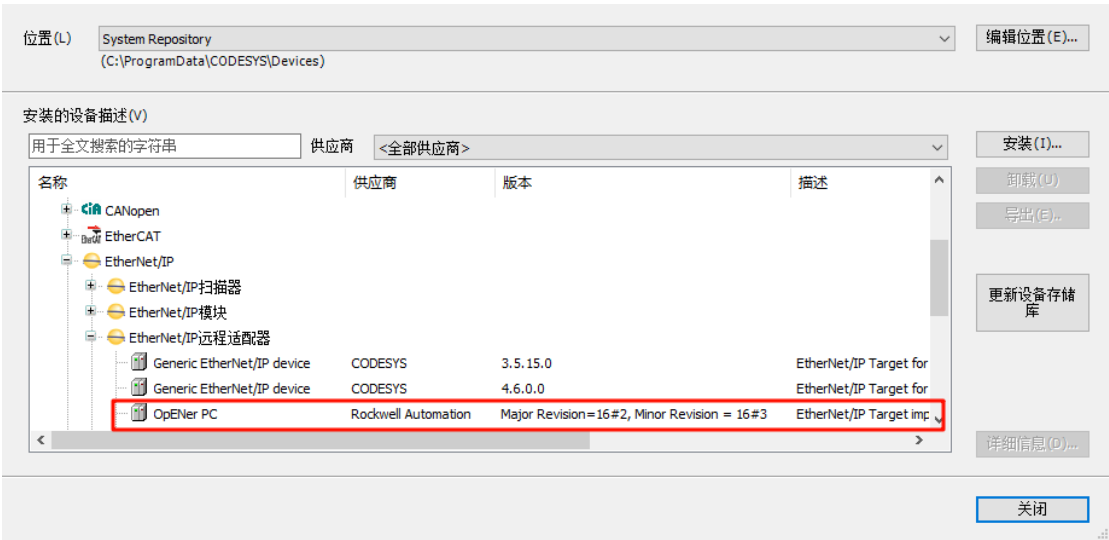 位置(L) System Repository 编辑位置(E)...
(C:\ProgramData\CODESYS\Devices)
安装的设备描述(V)
用于全文搜索的字符串 供应商 <全部供应商> 安装(I)...
名称 供应商 版本 描述 卸载(U)
CiA CANopen 导出(E)..
EtherCAT
EtherNet/IP
EtherNet/IP扫描器
EtherNet/IP模块
EtherNet/IP远程适配器
更新设备存储库
Generic EtherNet/IP device CODESYS 3.5.15.0 EtherNet/IP Target for
Generic EtherNet/IP device CODESYS 4.6.0.0 EtherNet/IP Target for
OpENer PC Rockwell Automation Major Revision=16#2, Minor Revision = 16#3 EtherNet/IP Target imp
详细信息(D)...
关闭